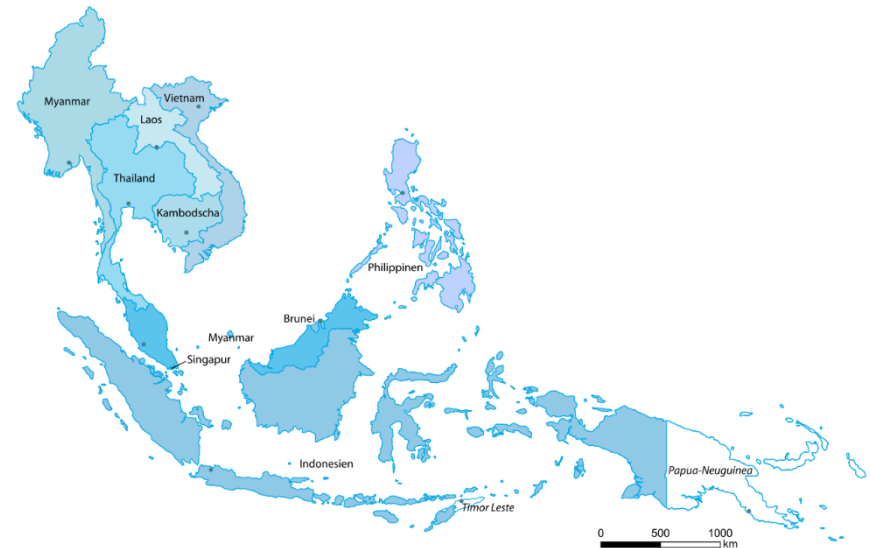 Myanmar
Vietnam
Laos
Thailand
Kambodscha
Philippinen
Brunei
Myanmar
Singapur
Indonesien
Papua-Neuguinea
Timor Leste
0 500 1000
km